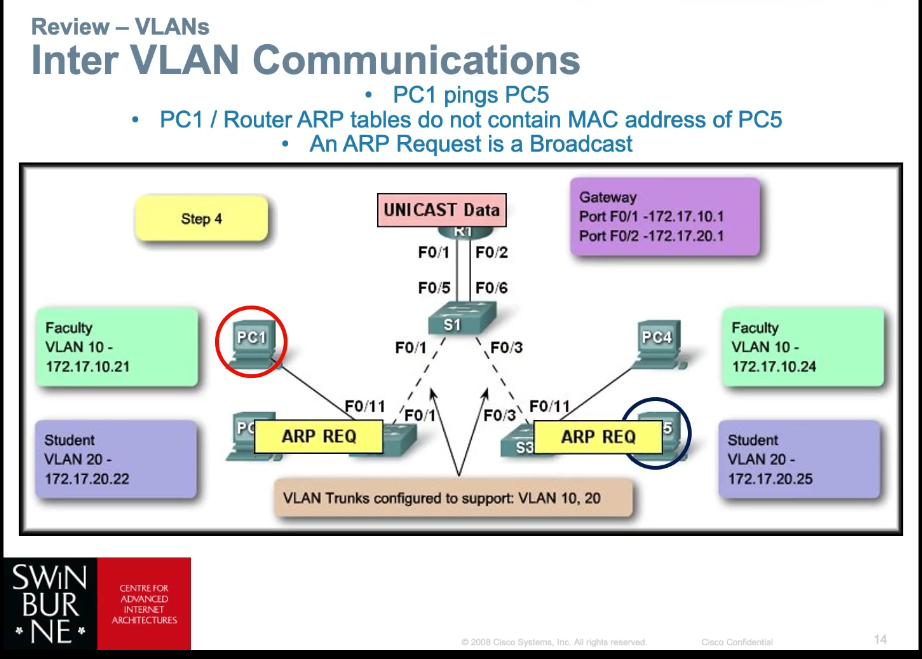 Review – VLANs
Inter VLAN Communications
• PC1 pings PC5
• PC1 / Router ARP tables do not contain MAC address of PC5
• An ARP Request is a Broadcast
Step 4
UNICAST Data
R1
Gateway
Port F0/1 -172.17.10.1
Port F0/2 -172.17.20.1
F0/1
F0/2
F0/5
F0/6
S1
Faculty
VLAN 10 -
172.17.10.21
PC1
F0/1
F0/3
PC4
Faculty
VLAN 10 -
172.17.10.24
F0/11
F0/1
F0/3
F0/11
Student
VLAN 20 -
172.17.20.22
ARP REQ
S3
ARP REQ
5
Student
VLAN 20 -
172.17.20.25
VLAN Trunks configured to support: VLAN 10, 20
SWIN
BUR
* NE *
CENTRE FOR
ADVANCED
INTERNET
ARCHITECTURES
© 2008 Cisco Systems, Inc. All rights reserved.
Cisco Confidential
14